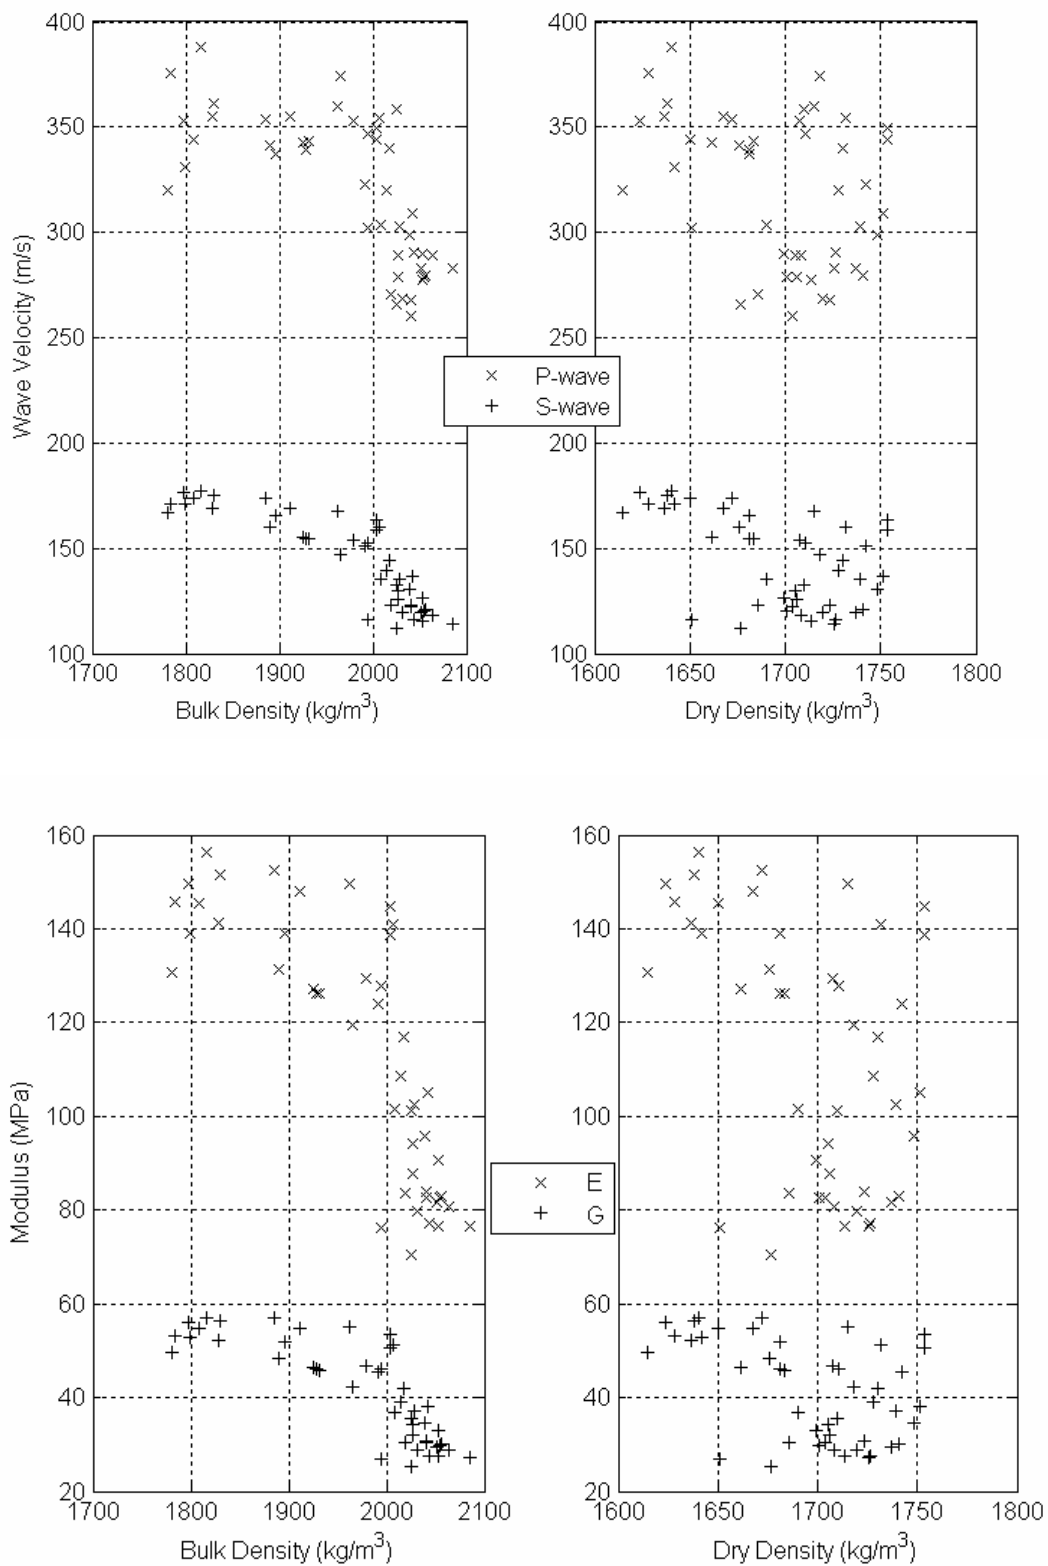 400
350
300
250
200
150
100
Wave Velocity (m/s)
1700 1800 1900 2000 2100
Bulk Density (kg/m³)
P-wave
S-wave
400
350
300
250
200
150
100
1600 1650 1700 1750 1800
Dry Density (kg/m³)
160
140
120
100
80
60
40
20
Modulus (MPa)
1700 1800 1900 2000 2100
Bulk Density (kg/m³)
E
G
160
140
120
100
80
60
40
20
1600 1650 1700 1750 1800
Dry Density (kg/m³)